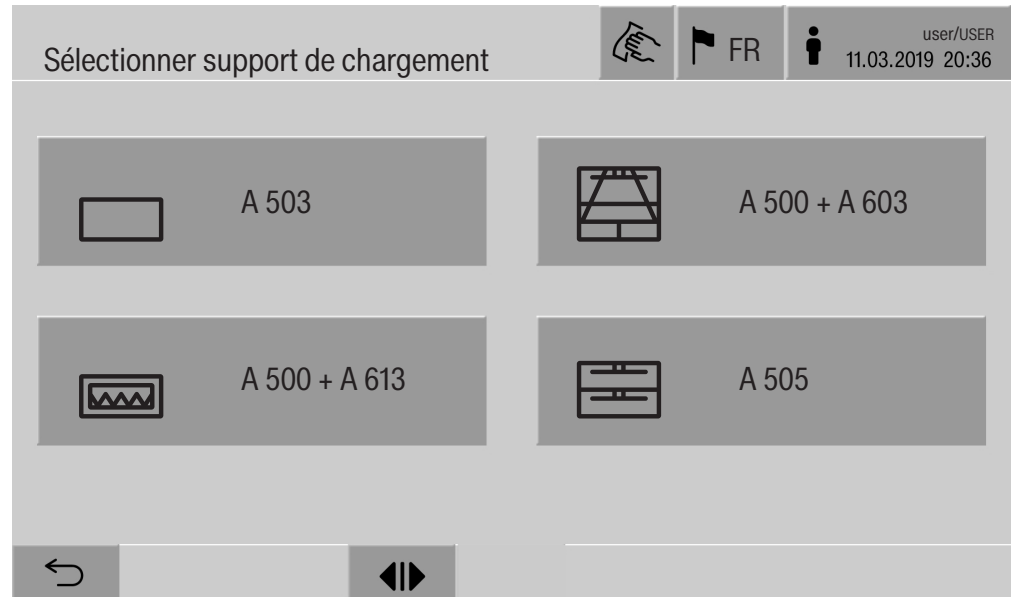 Sélectionner support de chargement
FR
user/USER
11.03.2019 20:36
A 503
A 500 + A 603
A 500 + A 613
A 505